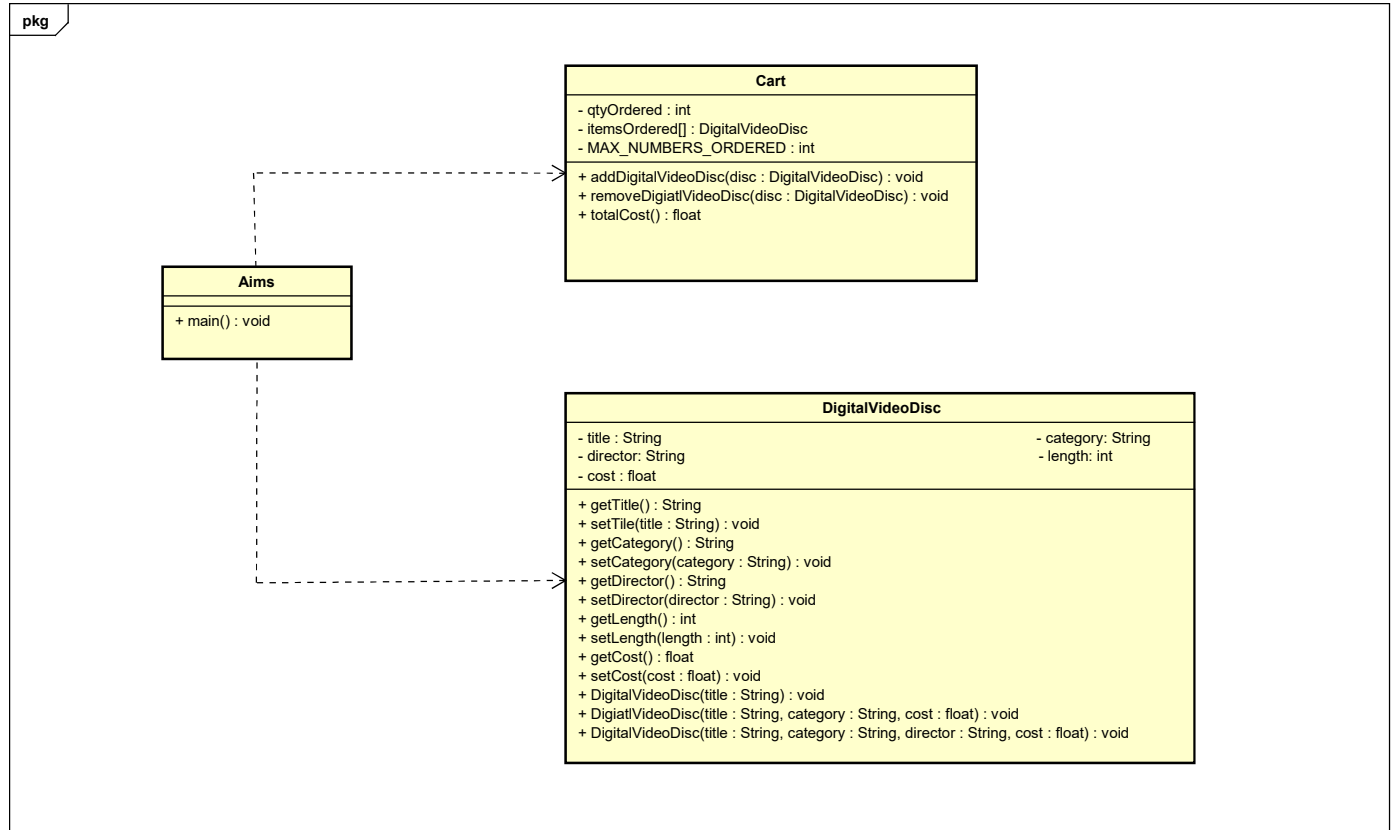 pkg
Cart
- qtyOrdered : int
- itemsOrdered[] : DigitalVideoDisc
- MAX_NUMBERS_ORDERED : int
+ addDigitalVideoDisc(disc : DigitalVideoDisc) : void
+ removeDigiatlVideoDisc(disc : DigitalVideoDisc) : void
+ totalCost() : float
Aims
+ main() : void
DigitalVideoDisc
- title : String - category: String
- director: String - length: int
- cost : float
+ getTitle() : String
+ setTile(title : String) : void
+ getCategory() : String
+ setCategory(category : String) : void
+ getDirector() : String
+ setDirector(director : String) : void
+ getLength() : int
+ setLength(length : int) : void
+ getCost() : float
+ setCost(cost : float) : void
+ DigitalVideoDisc(title : String) : void
+ DigiatlVideoDisc(title : String, category : String, cost : float) : void
+ DigitalVideoDisc(title : String, category : String, director : String, cost : float) : void